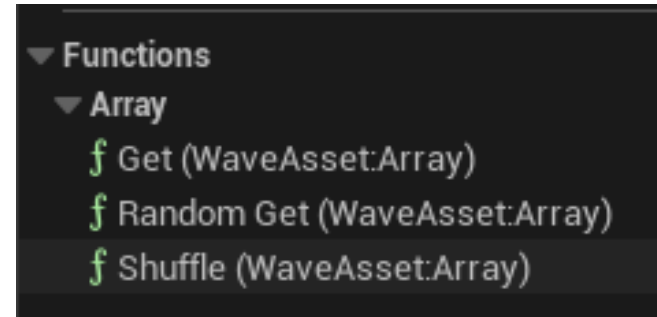 Functions
Array
f Get (WaveAsset:Array)
f Random Get (WaveAsset:Array)
f Shuffle (WaveAsset:Array)